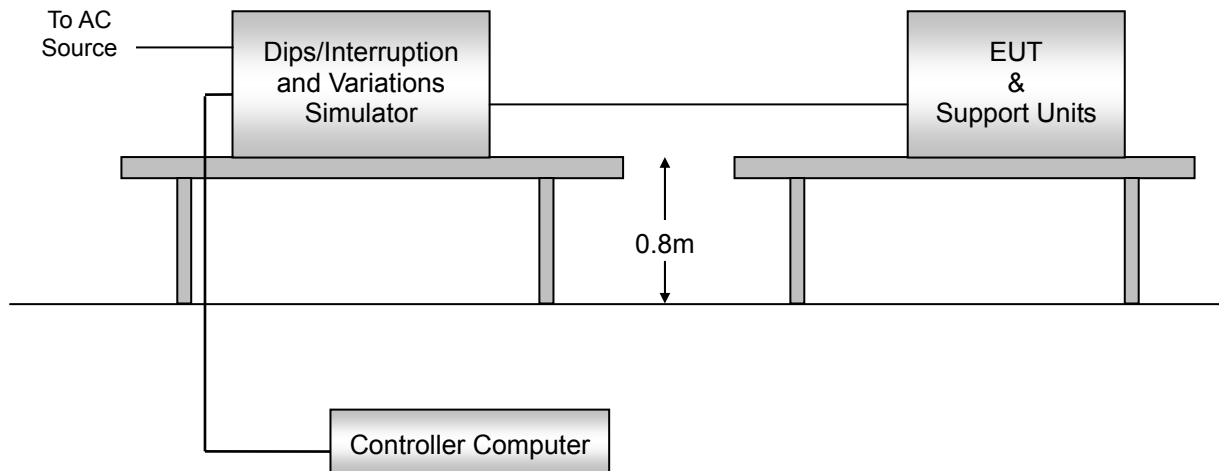 To AC
Source
Dips/Interruption
and Variations
Simulator
EUT
&
Support Units
0.8m
Controller Computer